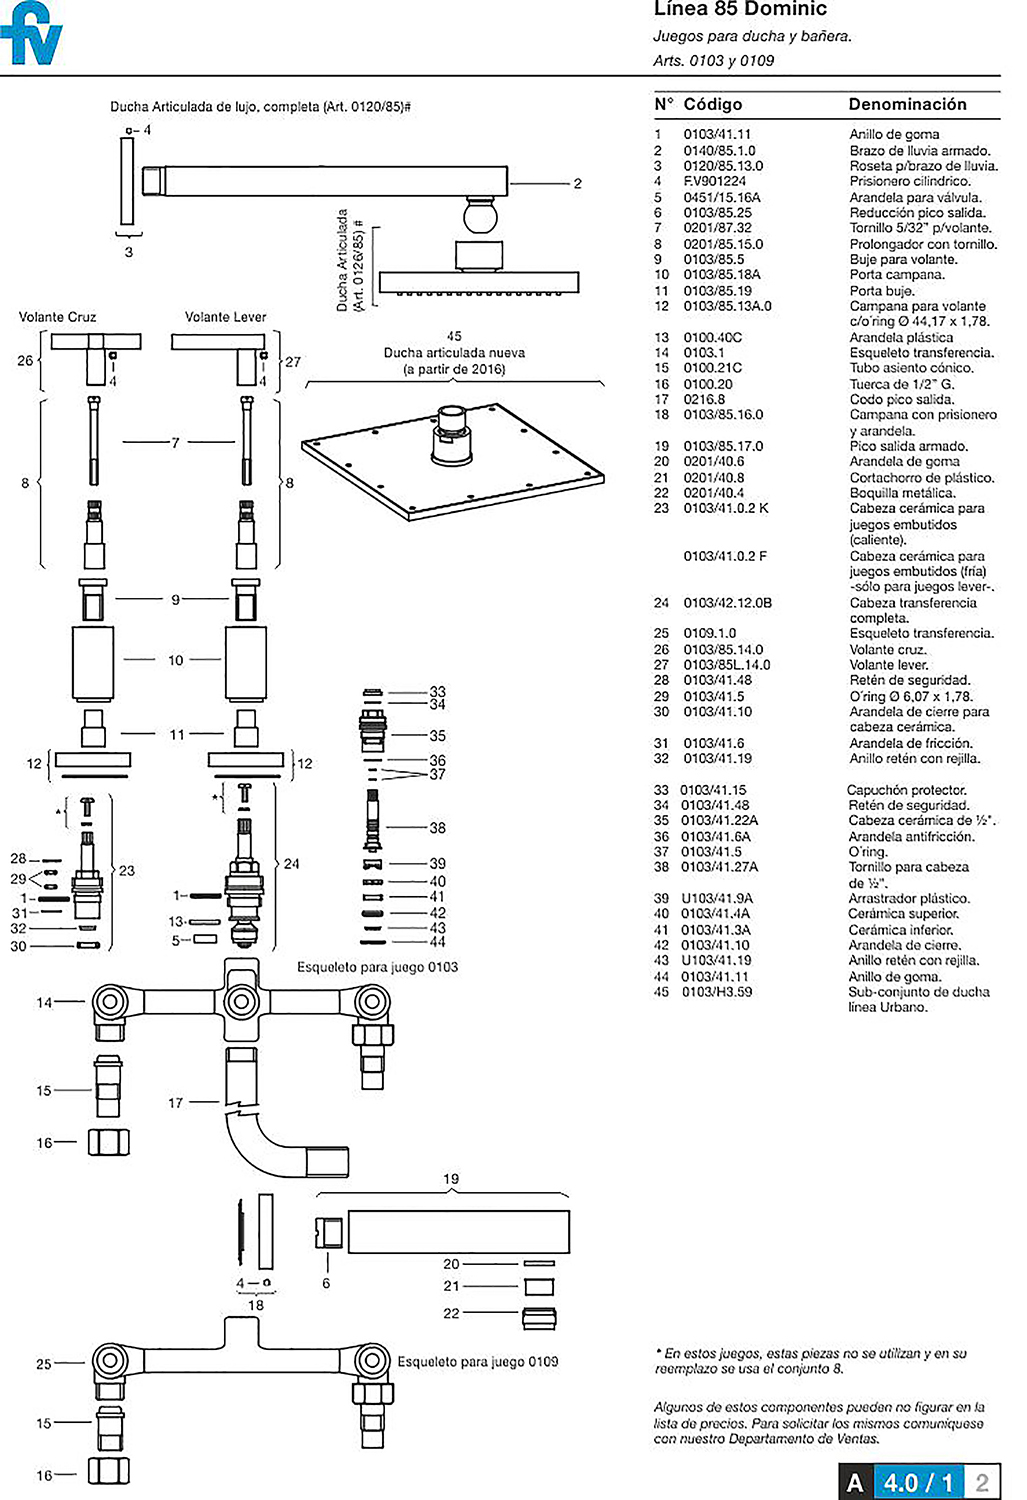 fv
Línea 85 Dominic
Juegos para ducha y bañera.
Arts. 0103 y 0109
Ducha Articulada de lujo, completa (Art. 0120/85)#
4
2
3
Ducha Articulada
(Art. 0126/85) #
Volante Cruz
Volante Lever
26
4
4
27
45
Ducha articulada nueva
(a partir de 2016)
7
8
8
9
10
11
12
12
*
*
28
29
1
31
32
30
23
1
13
5
24
33
34
35
36
37
38
39
40
41
42
43
44
Esqueleto para juego 0103
14
15
16
17
19
4
18
6
20
21
22
25
Esqueleto para juego 0109
15
16
N° Código Denominación
1 0103/41.11 Anillo de goma
2 0140/85.1.0 Brazo de lluvia armado.
3 0120/85.13.0 Roseta p/brazo de lluvia.
4 F.V901224 Prisionero cilindrico.
5 0451/15.16A Arandela para válvula.
6 0103/85.25 Reducción pico salida.
7 0201/87.32 Tornillo 5/32" p/volante.
8 0201/85.15.0 Prolongador con tornillo.
9 0103/85.5 Buje para volante.
10 0103/85.18A Porta campana.
11 0103/85.19 Porta buje.
12 0103/85.13A.0 Campana para volante
c/o´ring Ø 44,17 x 1,78.
13 0100.40C Arandela plástica
14 0103.1 Esqueleto transferencia.
15 0100.21C Tubo asiento cónico.
16 0100.20 Tuerca de 1/2" G.
17 0216.8 Codo pico salida.
18 0103/85.16.0 Campana con prisionero
y arandela.
19 0103/85.17.0 Pico salida armado.
20 0201/40.6 Arandela de goma
21 0201/40.8 Cortachorro de plástico.
22 0201/40.4 Boquilla metálica.
23 0103/41.0.2 K Cabeza cerámica para
juegos embutidos
(caliente).
0103/41.0.2 F Cabeza cerámica para
juegos embutidos (fría)
-sólo para juegos lever-.
24 0103/42.12.0B Cabeza transferencia
completa.
25 0109.1.0 Esqueleto transferencia.
26 0103/85.14.0 Volante cruz.
27 0103/85L.14.0 Volante lever.
28 0103/41.48 Retén de seguridad.
29 0103/41.5 O´ring Ø 6,07 x 1,78.
30 0103/41.10 Arandela de cierre para
cabeza cerámica.
31 0103/41.6 Arandela de fricción.
32 0103/41.19 Anillo retén con rejilla.
33 0103/41.15 Capuchón protector.
34 0103/41.48 Retén de seguridad.
35 0103/41.22A Cabeza cerámica de ½".
36 0103/41.6A Arandela antifricción.
37 0103/41.5 O´ring.
38 0103/41.27A Tornillo para cabeza
de ½".
39 U103/41.9A Arrastrador plástico.
40 0103/41.4A Cerámica superior.
41 0103/41.3A Cerámica inferior.
42 0103/41.10 Arandela de cierre.
43 U103/41.19 Anillo retén con rejilla.
44 0103/41.11 Anillo de goma.
45 0103/H3.59 Sub-conjunto de ducha
línea Urbano.
* En estos juegos, estas piezas no se utilizan y en su
reemplazo se usa el conjunto 8.
Algunos de estos componentes pueden no figurar en la
lista de precios. Para solicitar los mismos comuníquese
con nuestro Departamento de Ventas.
A 4.0 / 1 2